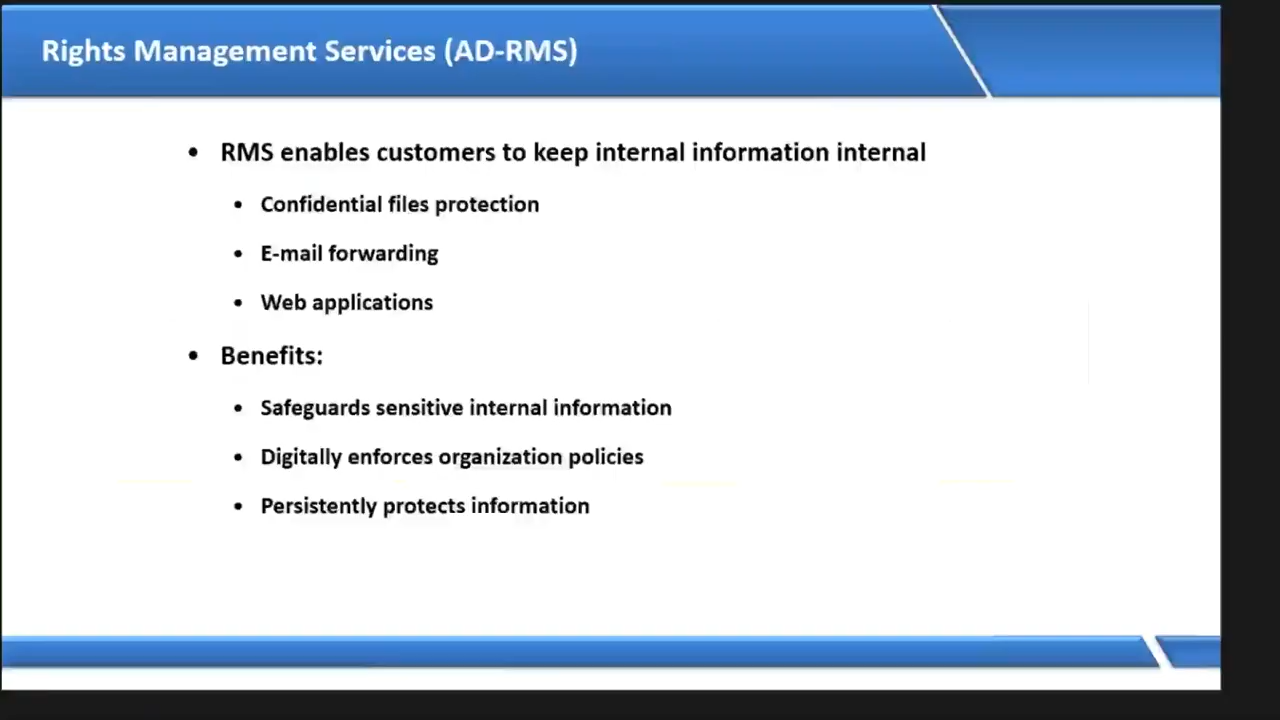 Rights Management Services (AD-RMS)
• RMS enables customers to keep internal information internal
• Confidential files protection
• E-mail forwarding
• Web applications
• Benefits:
• Safeguards sensitive internal information
• Digitally enforces organization policies
• Persistently protects information